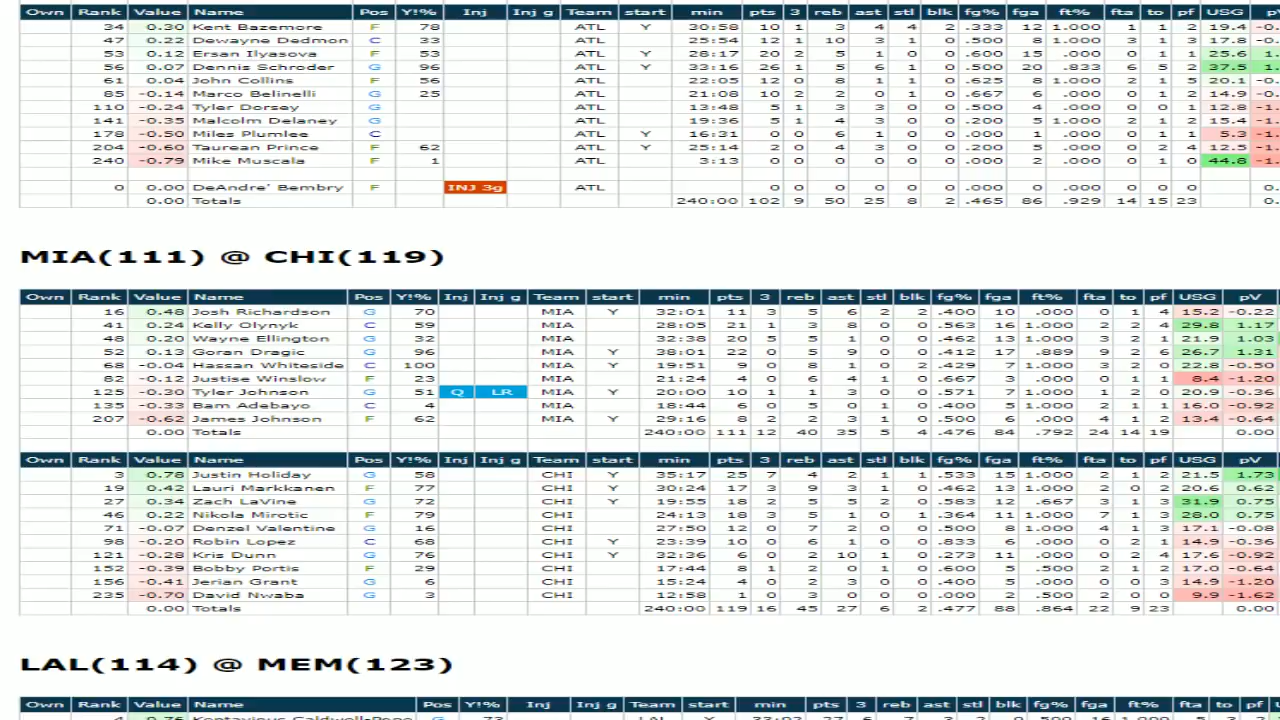 Own Rank Value Name Pos Y!% Inj Inj g Team start min pts 3 reb ast stl blk fg% fga ft% fta to pf USG p
34 0.30 Kent Bazemore F 78 ATL Y 30:58 10 1 3 4 4 2 .333 12 1.000 1 1 2 19.4 -0.
47 0.22 Dewayne Dedmon C 33 ATL 25:54 12 1 10 3 1 0 .500 8 1.000 3 1 3 17.8 -0.
53 0.12 Ersan Ilyasova F 53 ATL Y 28:17 20 2 5 1 0 0 .600 15 .000 0 2 2 25.6 1.
56 0.07 Dennis Schroder G 96 ATL Y 33:16 26 1 5 6 1 0 .500 20 .833 6 5 2 37.5 1.
61 0.04 John Collins F 56 ATL 22:05 12 0 8 1 1 0 .625 8 1.000 2 1 5 20.1 -0.
85 -0.14 Marco Belinelli G 25 ATL 21:08 10 2 2 0 1 0 .667 6 .000 0 1 2 14.9 -0.
110 -0.24 Tyler Dorsey G ATL 13:48 5 1 3 3 0 0 .500 4 .000 0 0 1 12.8 -1.
141 -0.35 Malcolm Delaney G ATL 19:36 5 1 4 3 0 0 .200 5 1.000 2 1 2 15.4 -1.
178 -0.50 Miles Plumlee C ATL Y 16:31 0 0 6 1 0 0 .000 1 .000 0 1 1 5.3 -1.
204 -0.60 Taurean Prince F 62 ATL Y 25:14 2 0 4 3 1 0 .200 5 .000 0 2 4 12.5 -1.
240 -0.79 Mike Muscala F 1 ATL 3:13 0 0 0 0 0 0 .000 2 .000 0 1 0 44.8 -1.
0 0.00 DeAndre' Bembry F INJ 3g ATL 0 0 0 0 0 0 .000 0 .000 0 0 0 0.
0.00 Totals 240:00 102 9 50 25 8 2 .465 86 .929 14 15 23 0.
MIA(111) @ CHI(119)
Own Rank Value Name Pos Y!% Inj Inj g Team start min pts 3 reb ast stl blk fg% fga ft% fta to pf USG pV
16 0.48 Josh Richardson G 70 MIA Y 32:01 11 3 5 6 2 2 .400 10 .000 0 1 4 15.2 -0.22
41 0.24 Kelly Olynyk C 59 MIA 28:05 21 1 3 8 0 0 .563 16 1.000 2 2 4 29.8 1.17
48 0.20 Wayne Ellington G 32 MIA 32:38 20 5 5 1 0 0 .462 13 1.000 3 2 0 21.9 1.03
52 0.13 Goran Dragic G 96 MIA Y 38:01 22 0 5 9 0 0 .412 17 .889 9 2 6 26.7 1.31
68 -0.04 Hassan Whiteside C 100 MIA Y 19:51 9 0 8 1 0 2 .429 7 1.000 3 2 0 22.8 -0.50
82 -0.12 Justise Winslow F 23 MIA 21:24 4 0 6 4 1 0 .667 3 .000 0 1 1 8.4 -1.20
125 -0.30 Tyler Johnson G 51 Q LR MIA Y 20:00 10 1 1 3 1 0 .571 7 1.000 1 2 0 20.9 -0.36
135 -0.33 Bam Adebayo C 4 MIA 18:44 6 0 5 0 1 0 .400 5 1.000 2 1 1 16.0 -0.92
207 -0.62 James Johnson F 62 MIA Y 29:16 8 2 2 3 1 0 .500 6 .000 4 1 2 13.4 -0.64
0.00 Totals 240:00 111 12 40 35 5 4 .476 84 .792 24 14 19 0.00
Own Rank Value Name Pos Y!% Inj Inj g Team start min pts 3 reb ast stl blk fg% fga ft% fta to pf USG pV
3 0.78 Justin Holiday G 58 CHI Y 35:17 25 7 4 2 1 1 .533 15 1.000 2 1 2 21.5 1.73
19 0.42 Lauri Markkanen F 77 CHI Y 30:24 17 3 9 3 1 0 .462 13 1.000 2 0 2 20.6 0.62
27 0.34 Zach LaVine G 72 CHI Y 19:55 18 2 5 5 2 0 .583 12 .667 3 1 3 31.9 0.75
46 0.22 Nikola Mirotic F 79 CHI 24:13 18 3 5 1 0 1 .364 11 1.000 7 1 3 28.0 0.75
71 -0.07 Denzel Valentine G 16 CHI 27:50 12 0 7 2 0 0 .500 8 1.000 4 1 3 17.1 -0.08
98 -0.20 Robin Lopez C 68 CHI Y 23:39 10 0 6 1 1 0 .833 6 .000 0 2 1 14.9 -0.36
121 -0.28 Kris Dunn G 76 CHI Y 32:36 6 0 2 10 1 0 .273 11 .000 0 2 4 17.6 -0.92
152 -0.39 Bobby Portis F 29 CHI 17:44 8 1 2 0 1 0 .600 5 .500 2 1 2 17.0 -0.64
156 -0.41 Jerian Grant G 6 CHI 15:24 4 0 2 3 0 0 .400 5 .000 0 0 3 14.9 -1.20
235 -0.70 David Nwaba G 3 CHI 12:58 1 0 3 0 0 0 .000 2 .500 2 0 0 9.9 -1.62
0.00 Totals 240:00 119 16 45 27 6 2 .477 88 .864 22 9 23 0.00
LAL(114) @ MEM(123)
Own Rank Value Name Pos Y!% Inj Inj g Team start min pts 3 reb ast stl blk fg% fga ft% fta to pf
4 0.76 Kentavious Caldwell-Pope G 73 LAL Y